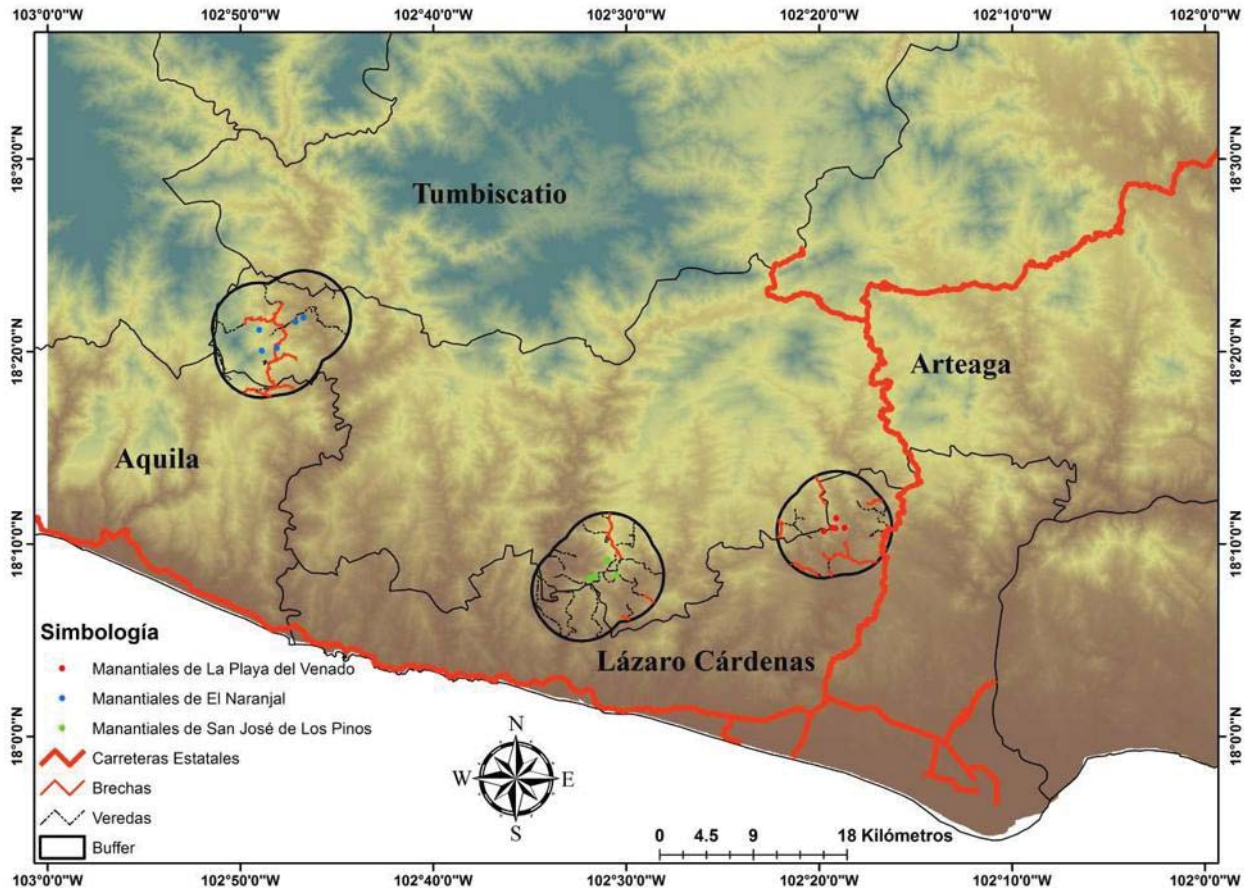 103°0'0"W 102°50'0"W 102°40'0"W 102°30'0"W 102°20'0"W 102°10'0"W 102°0'0"W
18°30'0"N 18°30'0"N
Tumbiscatio
18°20'0"N 18°20'0"N
Arteaga
Aquila
18°10'0"N 18°10'0"N
Lázaro Cárdenas
Simbología
Manantiales de La Playa del Venado
Manantiales de El Naranjal
Manantiales de San José de Los Pinos
Carreteras Estatales
Brechas
Veredas
Buffer
18°0'0"N 18°0'0"N
N
W E
S
0 4.5 9 18 Kilómetros
103°0'0"W 102°50'0"W 102°40'0"W 102°30'0"W 102°20'0"W 102°10'0"W 102°0'0"W